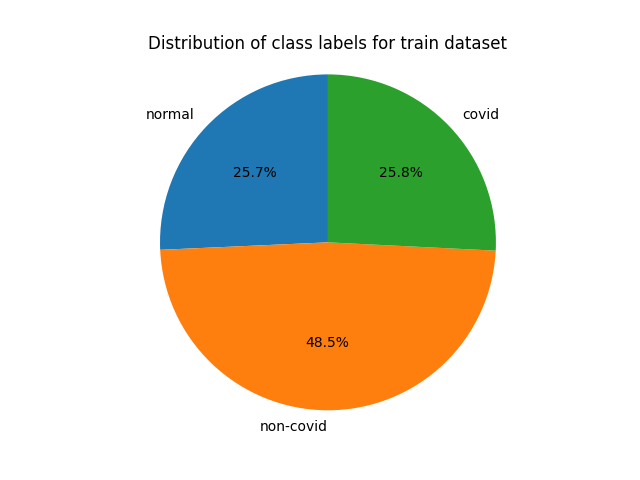 Distribution of class labels for train dataset
normal
covid
25.7%
25.8%
48.5%
non-covid